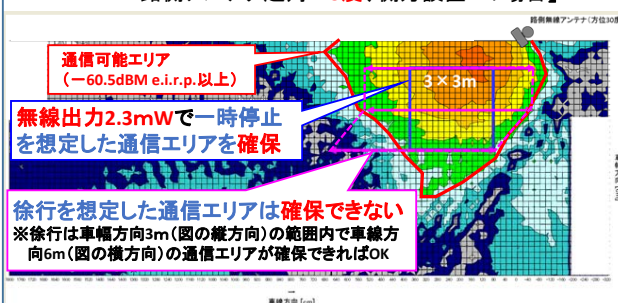 路側無線アンテナ(方位30度
通信可能エリア
(-60.5dBM e.i.r.p.以上)
3×3m
無線出力2.3mWで一時停止
を想定した通信エリアを確保
徐行を想定した通信エリアは確保できない
※徐行は車幅方向3m(図の縦方向)の範囲内で車線方
向6m(図の横方向)の通信エリアが確保できればOK
車線方向 [cm]